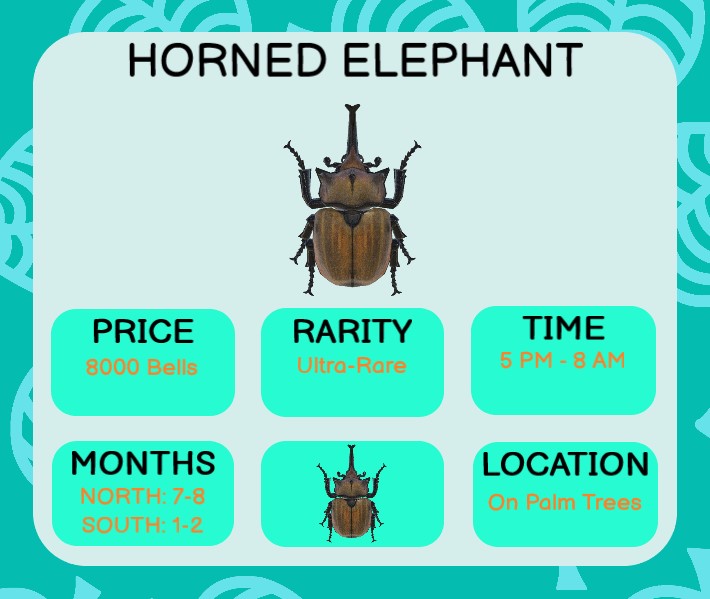 HORNED ELEPHANT
PRICE
8000 Bells
RARITY
Ultra-Rare
TIME
5 PM - 8 AM
MONTHS
NORTH: 7-8
SOUTH: 1-2
LOCATION
On Palm Trees